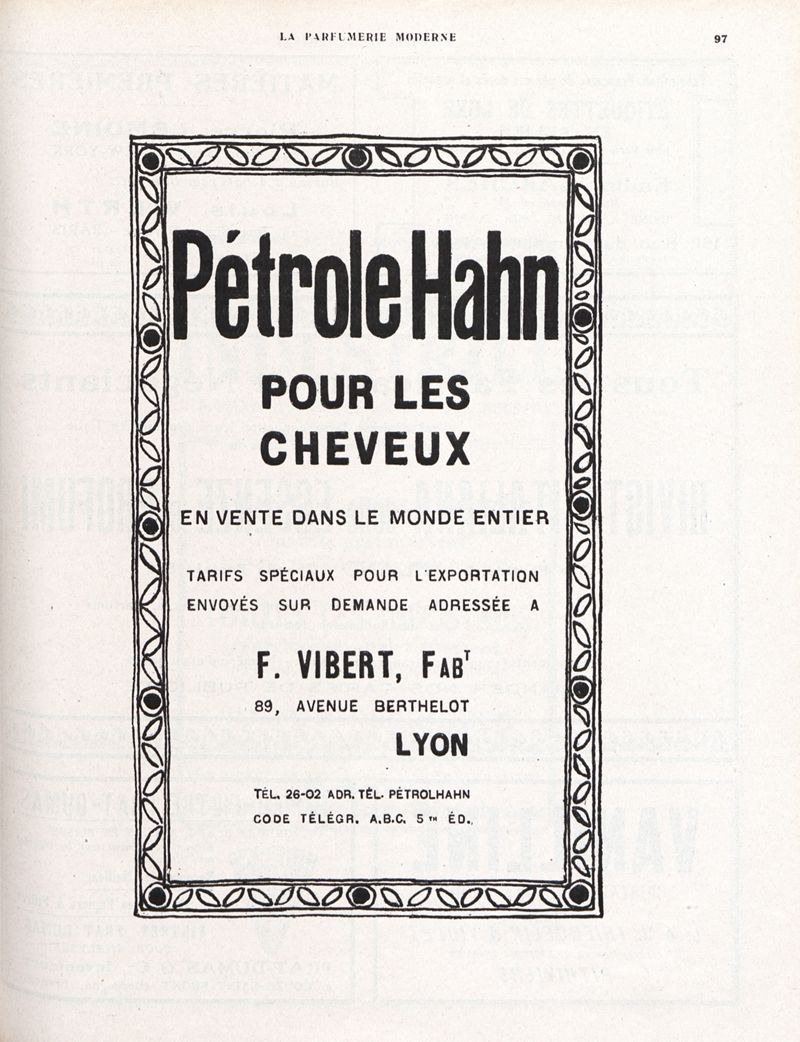 LA PARFUMERIE MODERNE
97
Pétrole Hahn
POUR LES
CHEVEUX
EN VENTE DANS LE MONDE ENTIER
TARIFS SPÉCIAUX POUR L'EXPORTATION
ENVOYÉS SUR DEMANDE ADRESSÉE A
F. VIBERT, FABT
89, AVENUE BERTHELOT
LYON
TÉL. 26-02 ADR. TÉL. PÉTROLHAHN
CODE TÉLÉGR. A.B.C. 5TH ÉD.